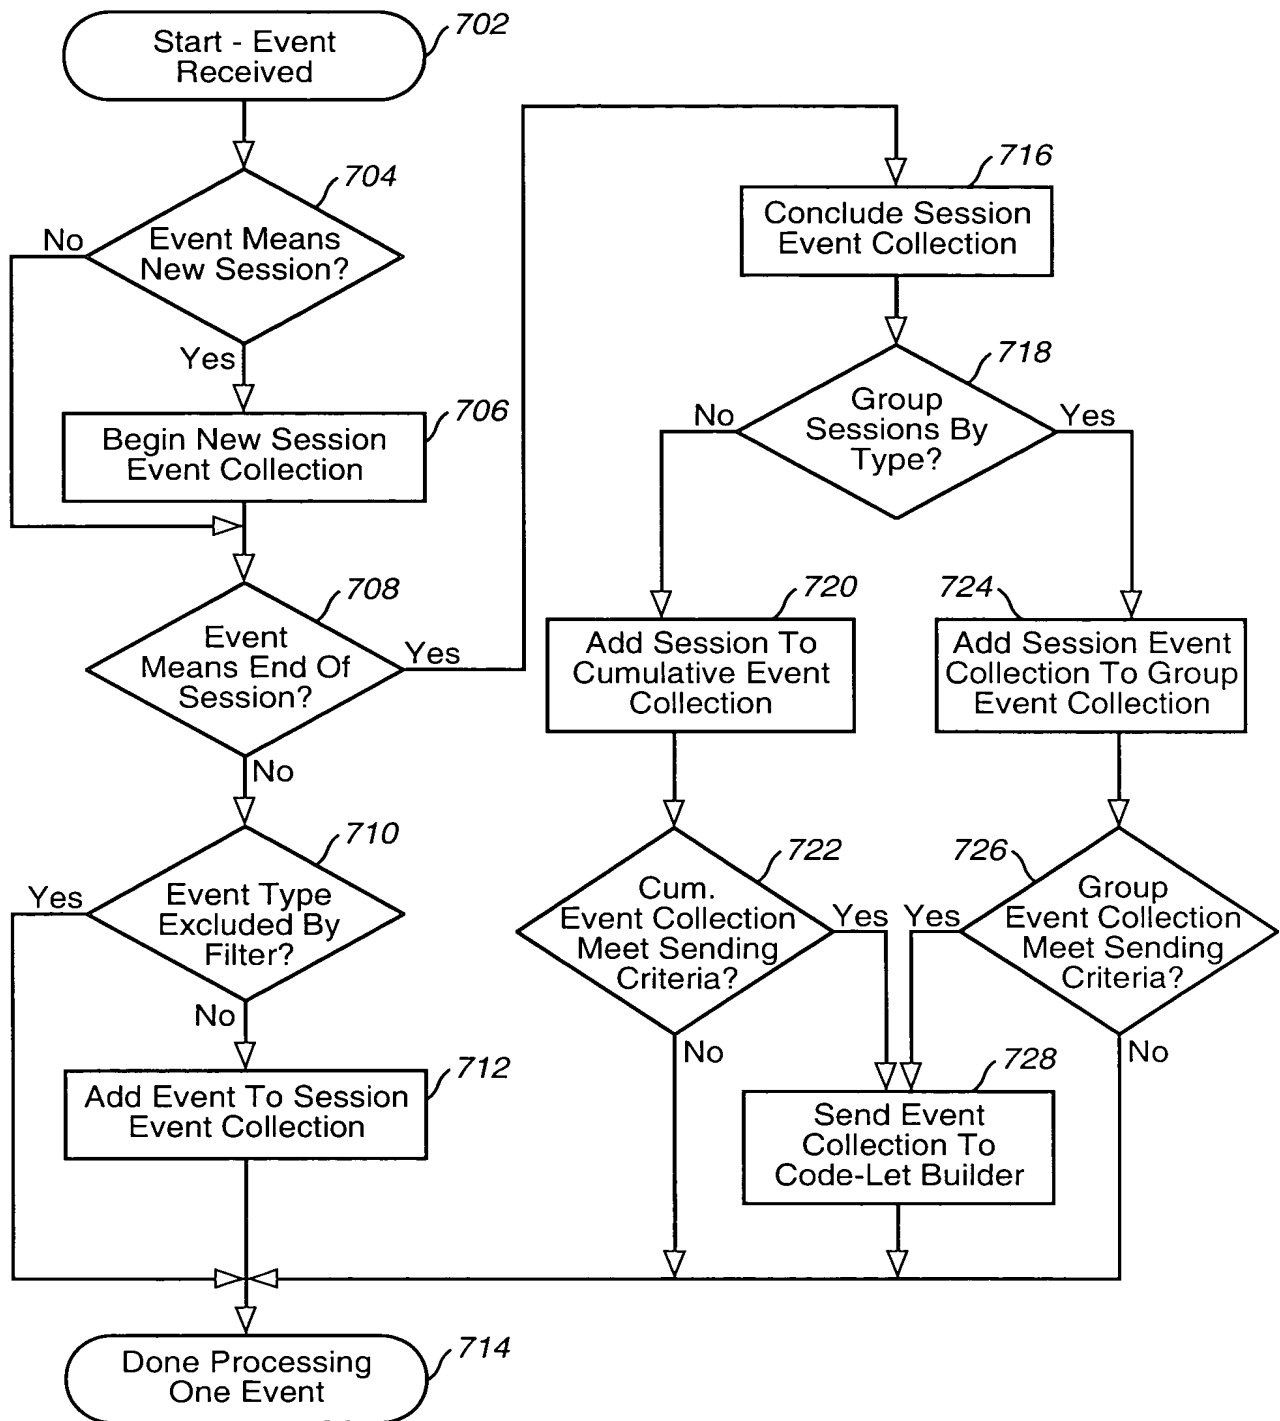 Start - Event
Received
702
704
Event Means
New Session?
No
Yes
706
Begin New Session
Event Collection
708
Event
Means End Of
Session?
Yes
No
710
Event Type
Excluded By
Filter?
Yes
No
712
Add Event To Session
Event Collection
714
Done Processing
One Event
716
Conclude Session
Event Collection
718
Group
Sessions By
Type?
No
Yes
720
Add Session To
Cumulative Event
Collection
724
Add Session Event
Collection To Group
Event Collection
722
Cum.
Event Collection
Meet Sending
Criteria?
Yes
No
726
Group
Event Collection
Meet Sending
Criteria?
Yes
No
728
Send Event
Collection To
Code-Let Builder